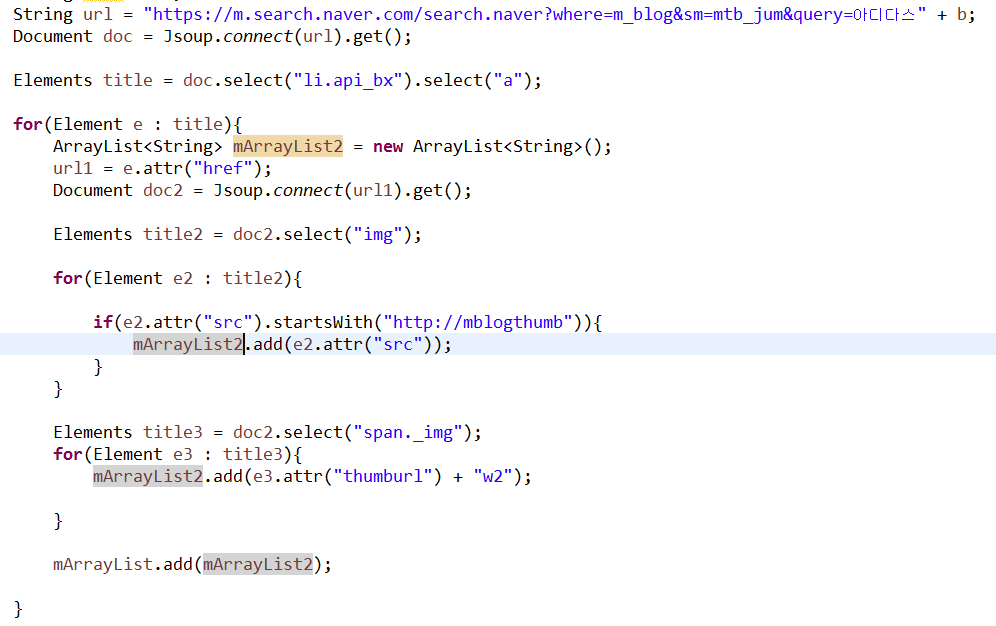 String url = "https://m.search.naver.com/search.naver?where=m_blog&sm=mtb_jum&query=아디다스" + b;
Document doc = Jsoup.connect(url).get();
Elements title = doc.select("li.api_bx").select("a");
for(Element e : title){
ArrayList<String> mArrayList2 = new ArrayList<String>();
url1 = e.attr("href");
Document doc2 = Jsoup.connect(url1).get();
Elements title2 = doc2.select("img");
for(Element e2 : title2){
if(e2.attr("src").startsWith("http://mblogthumb")){
mArrayList2.add(e2.attr("src"));
}
}
Elements title3 = doc2.select("span._img");
for(Element e3 : title3){
mArrayList2.add(e3.attr("thumburl") + "w2");
}
mArrayList.add(mArrayList2);
}